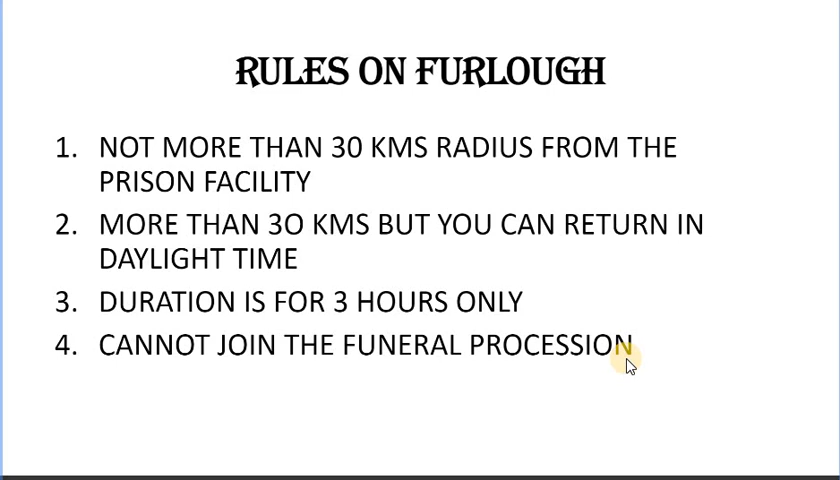 RULES ON FURLOUGH
1. NOT MORE THAN 30 KMS RADIUS FROM THE
PRISON FACILITY
2. MORE THAN 3O KMS BUT YOU CAN RETURN IN
DAYLIGHT TIME
3. DURATION IS FOR 3 HOURS ONLY
4. CANNOT JOIN THE FUNERAL PROCESSION